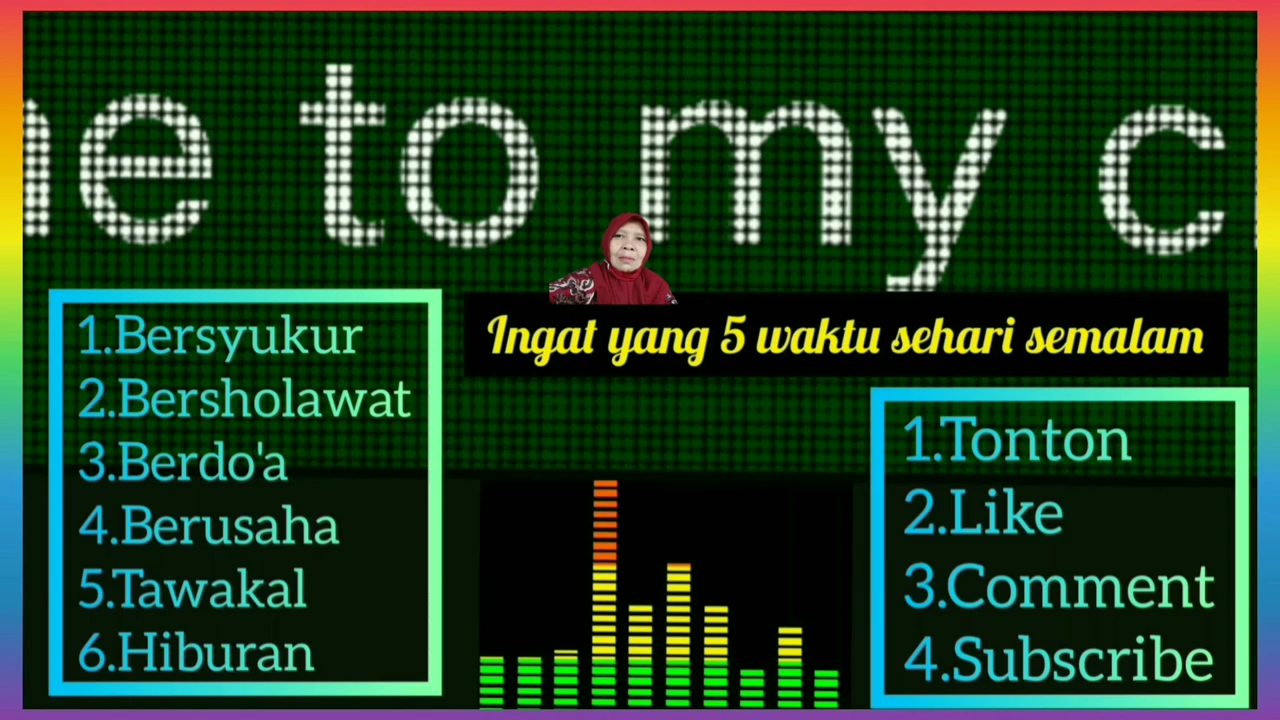 ne to my c
Ingat yang 5 waktu sehari semalam
1.Bersyukur
2.Bersholawat
3.Berdo'a
4.Berusaha
5.Tawakal
6.Hiburan
1.Tonton
2.Like
3.Comment
4.Subscribe